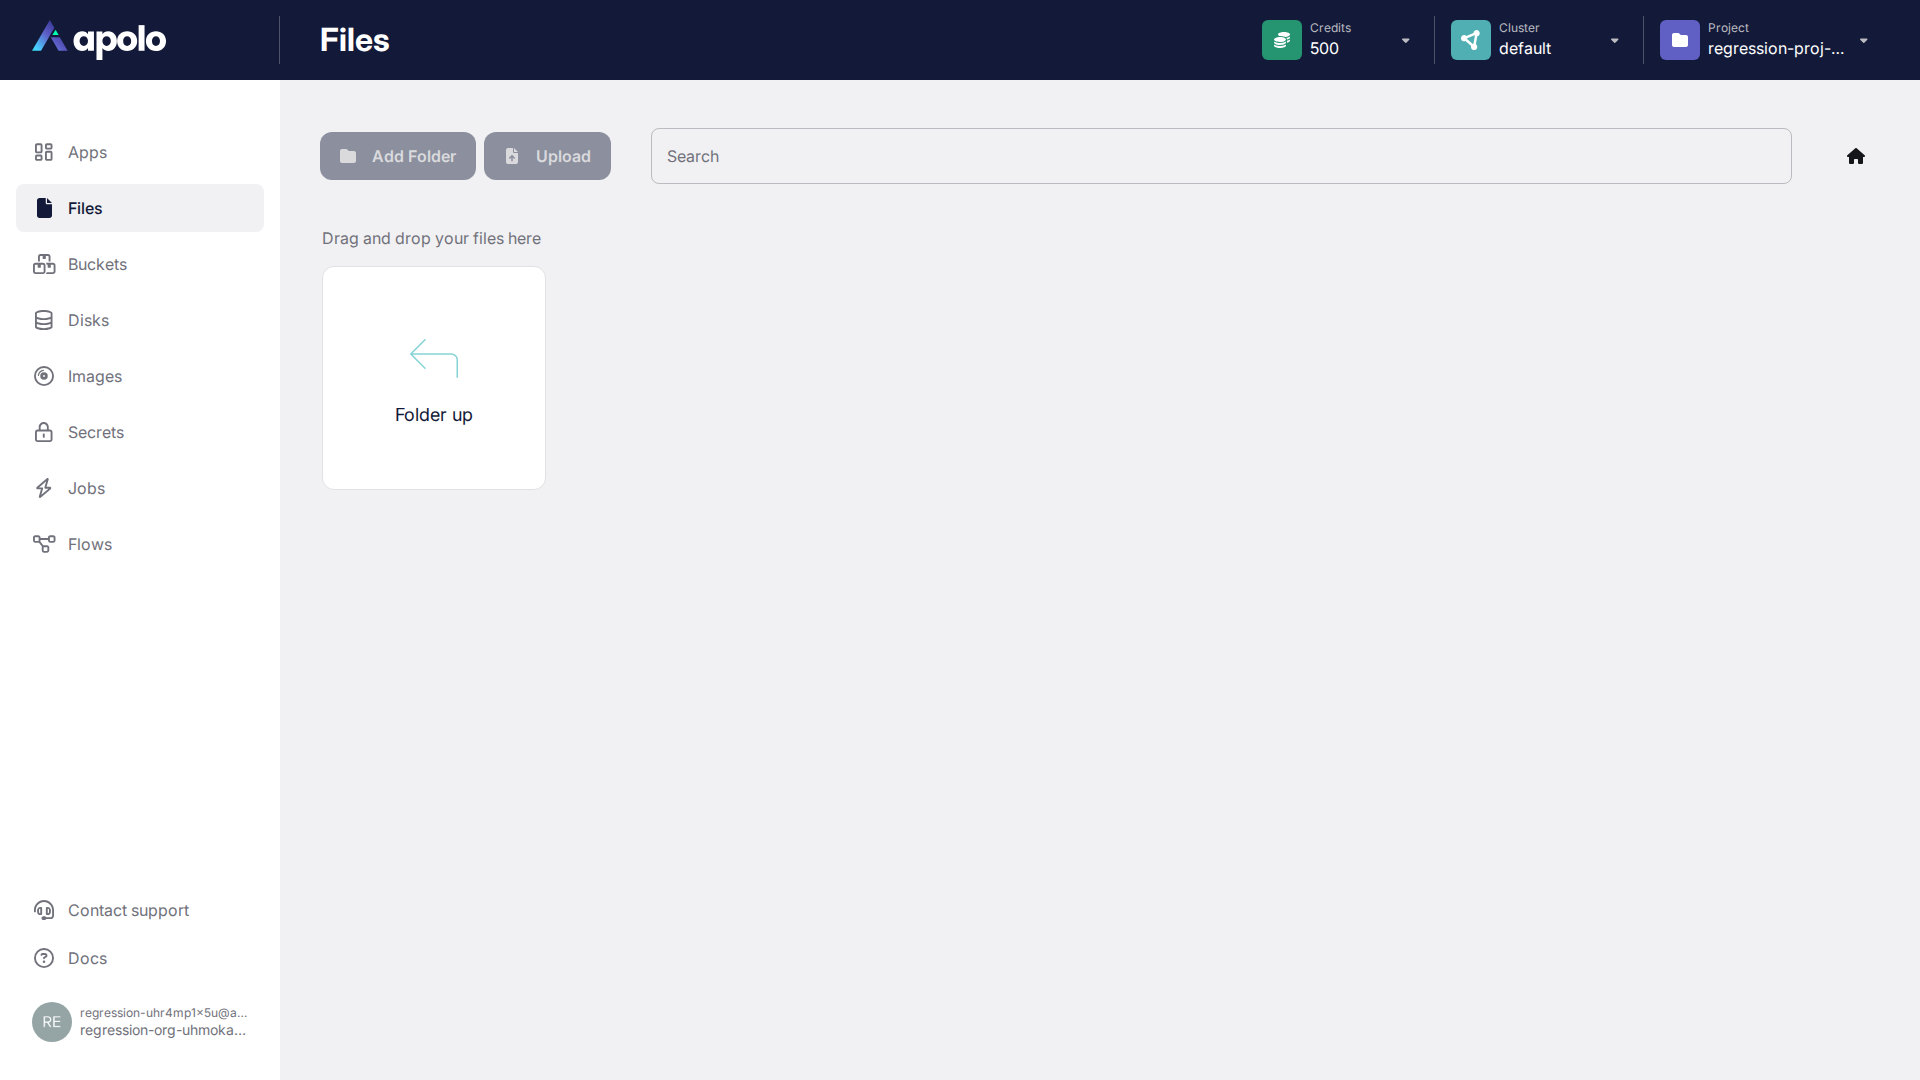 apolo
Files
Credits
500
Cluster
default
Project
regression-proj-...
Apps
Files
Buckets
Disks
Images
Secrets
Jobs
Flows
Add Folder
Upload
Search
Drag and drop your files here
Folder up
Contact support
Docs
RE
regression-uhr4mp1x5u@a...
regression-org-uhmoka...